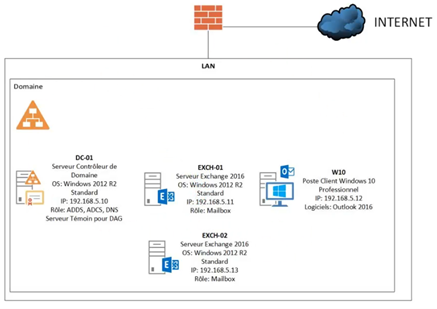 INTERNET
LAN
Domaine
DC-01
Serveur Contrôleur de
Domaine
OS: Windows 2012 R2
Standard
IP: 192.168.5.10
Rôle: ADDS, ADCS, DNS
Serveur Témoin pour DAG
EXCH-01
Serveur Exchange 2016
OS: Windows 2012 R2
Standard
IP: 192.168.5.11
Rôle: Mailbox
W10
Poste Client Windows 10
Professionnel
IP: 192.168.5.12
Logiciels: Outlook 2016
EXCH-02
Serveur Exchange 2016
OS: Windows 2012 R2
Standard
IP: 192.168.5.13
Rôle: Mailbox